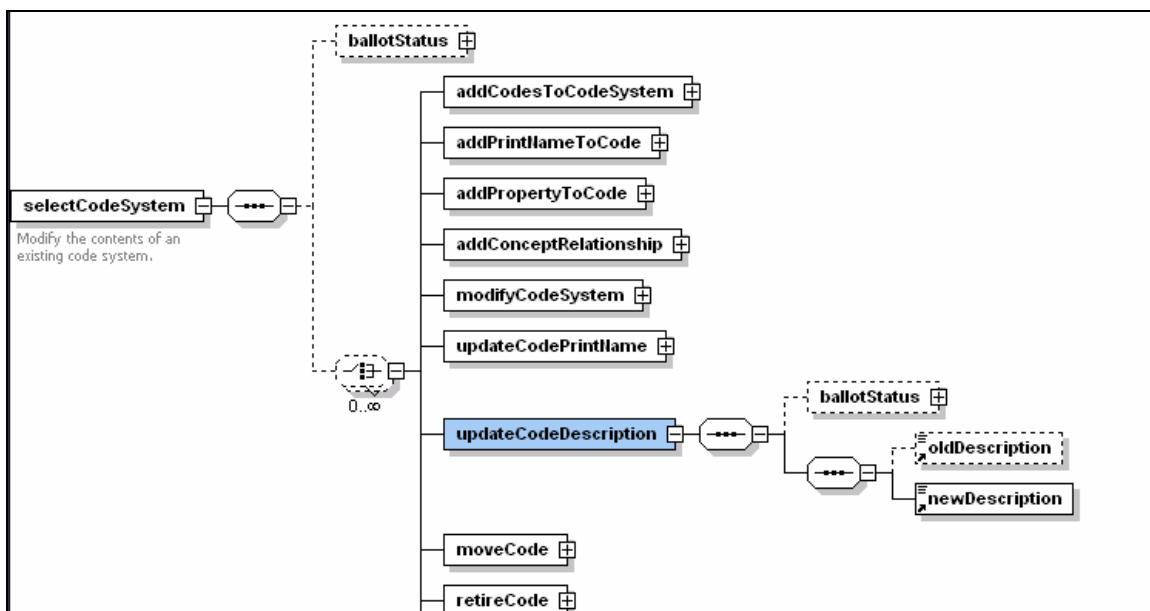 ballotStatus
addCodesToCodeSystem
addPrintNameToCode
addPropertyToCode
selectCodeSystem
Modify the contents of an
existing code system.
addConceptRelationship
modifyCodeSystem
updateCodePrintName
0..∞
ballotStatus
updateCodeDescription
oldDescription
newDescription
moveCode
retireCode